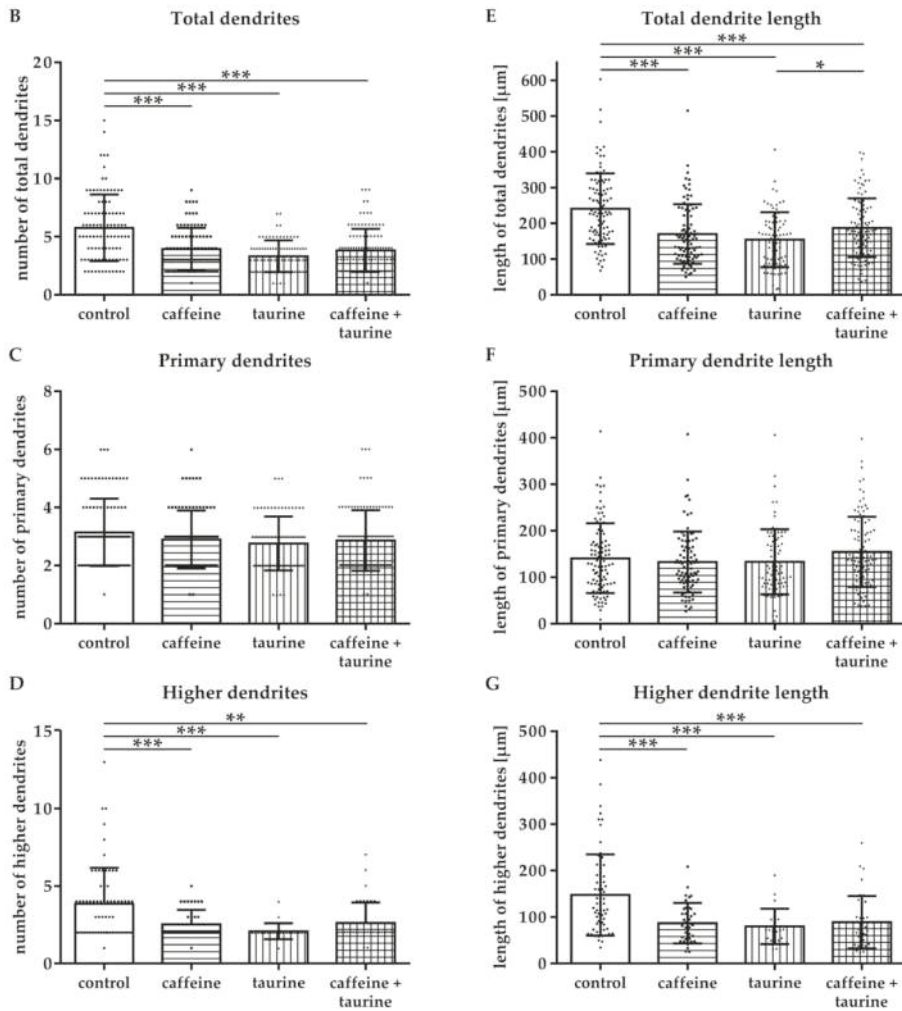 B
Total dendrites
number of total dendrites
20
15
10
5
0
***
***
***
control
caffeine
taurine
caffeine +
taurine
E
Total dendrite length
length of total dendrites [µm]
600
500
400
300
200
100
0
***
***
***
*
control
caffeine
taurine
caffeine +
taurine
C
Primary dendrites
number of primary dendrites
8
6
4
2
0
control
caffeine
taurine
caffeine +
taurine
F
Primary dendrite length
length of primary dendrites [µm]
500
400
300
200
100
0
control
caffeine
taurine
caffeine +
taurine
D
Higher dendrites
number of higher dendrites
15
10
5
0
**
***
***
control
caffeine
taurine
caffeine +
taurine
G
Higher dendrite length
length of higher dendrites [µm]
500
400
300
200
100
0
***
***
***
control
caffeine
taurine
caffeine +
taurine